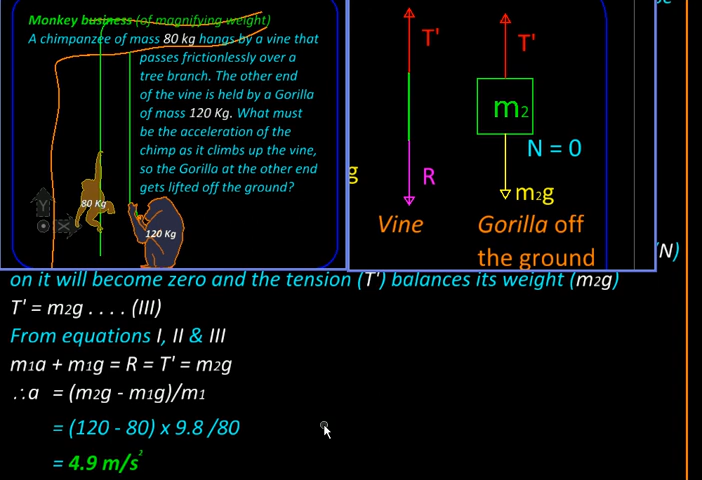 Monkey business (of magnifying weight)
A chimpanzee of mass 80 kg hangs by a vine that
passes frictionlessly over a
tree branch. The other end
of the vine is held by a Gorilla
of mass 120 Kg. What must
be the acceleration of the
chimp as it climbs up the vine,
so the Gorilla at the other end
gets lifted off the ground?
80 Kg
120 Kg
Y
X
T'
R
g
Vine
T'
m2
N = 0
m2g
Gorilla off
the ground
(N)
on it will become zero and the tension (T') balances its weight (m2g)
T' = m2g . . . . (III)
From equations I, II & III
m1a + m1g = R = T' = m2g
∴a = (m2g - m1g)/m1
= (120 - 80) x 9.8 /80
= 4.9 m/s²